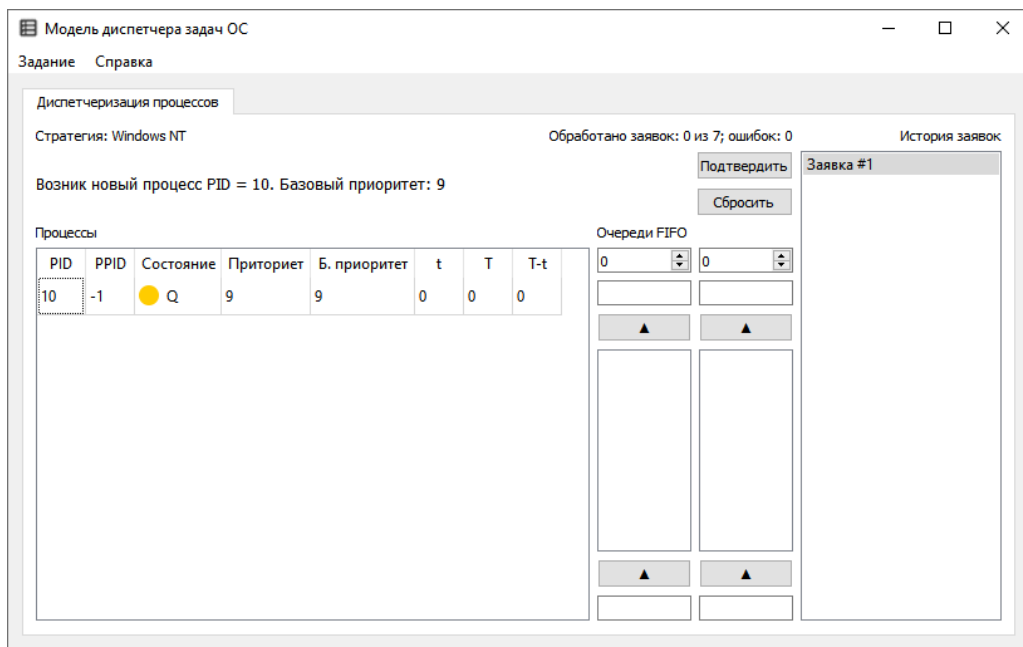 Модель диспетчера задач ОС
Задание Справка
Диспетчеризация процессов
Стратегия: Windows NT Обработано заявок: 0 из 7; ошибок: 0 История заявок
Возник новый процесс PID = 10. Базовый приоритет: 9
Подтвердить
Сбросить
Заявка #1
Процессы Очереди FIFO
PID PPID Состояние Приториет Б. приоритет t T T-t
10 -1 Q 9 9 0 0 0
0 0
▲ ▲
▲ ▲